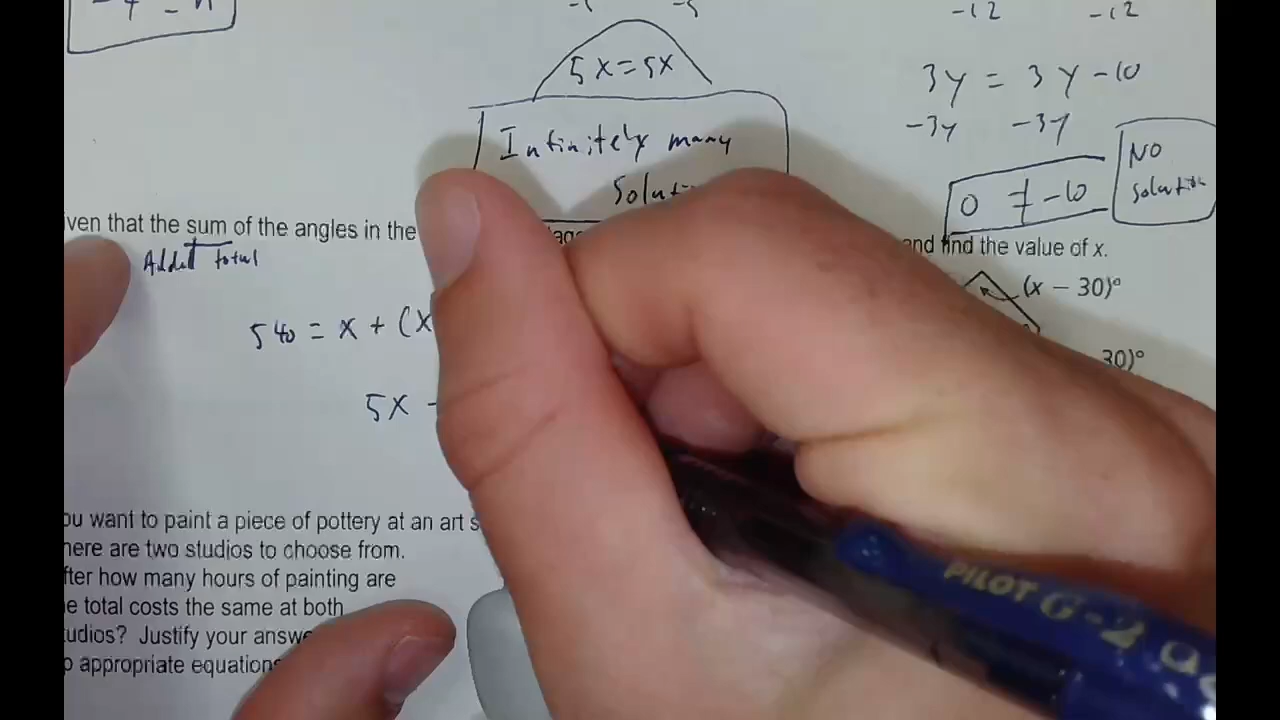 -12 -12
5x = 5x
3y = 3y - 10
-3y -3y
Infinitely many
NO
solution
0 ≠ -10
iven that the sum of the angles in the
and find the value of x.
Added total
(x − 30)°
540 = x + (x
30)°
5x -
ou want to paint a piece of pottery at an art s
here are two studios to choose from.
fter how many hours of painting are
e total costs the same at both
tudios? Justify your answe
o appropriate equations
PILOT G-2